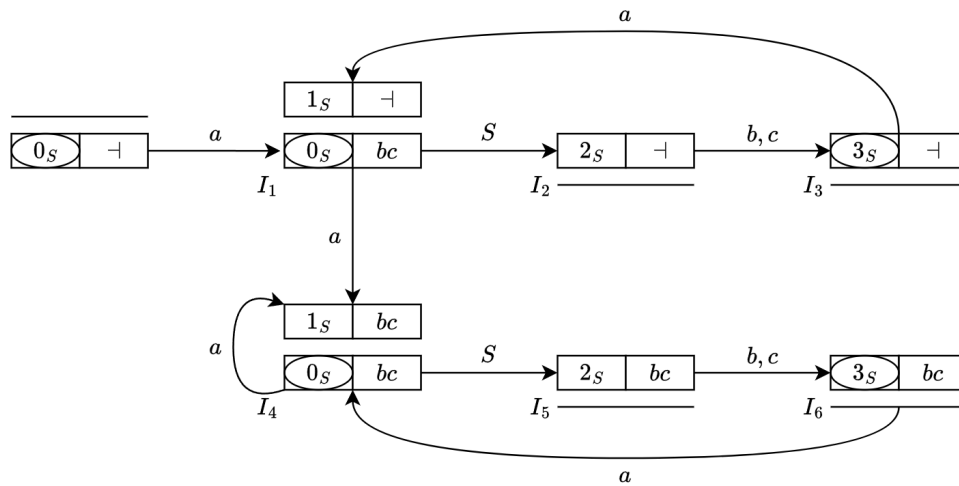 a
1_S ⊣
0_S ⊣ a 0_S bc S 2_S ⊣ b, c 3_S ⊣
I_1 I_2 I_3
a
1_S bc
a 0_S bc S 2_S bc b, c 3_S bc
I_4 I_5 I_6
a